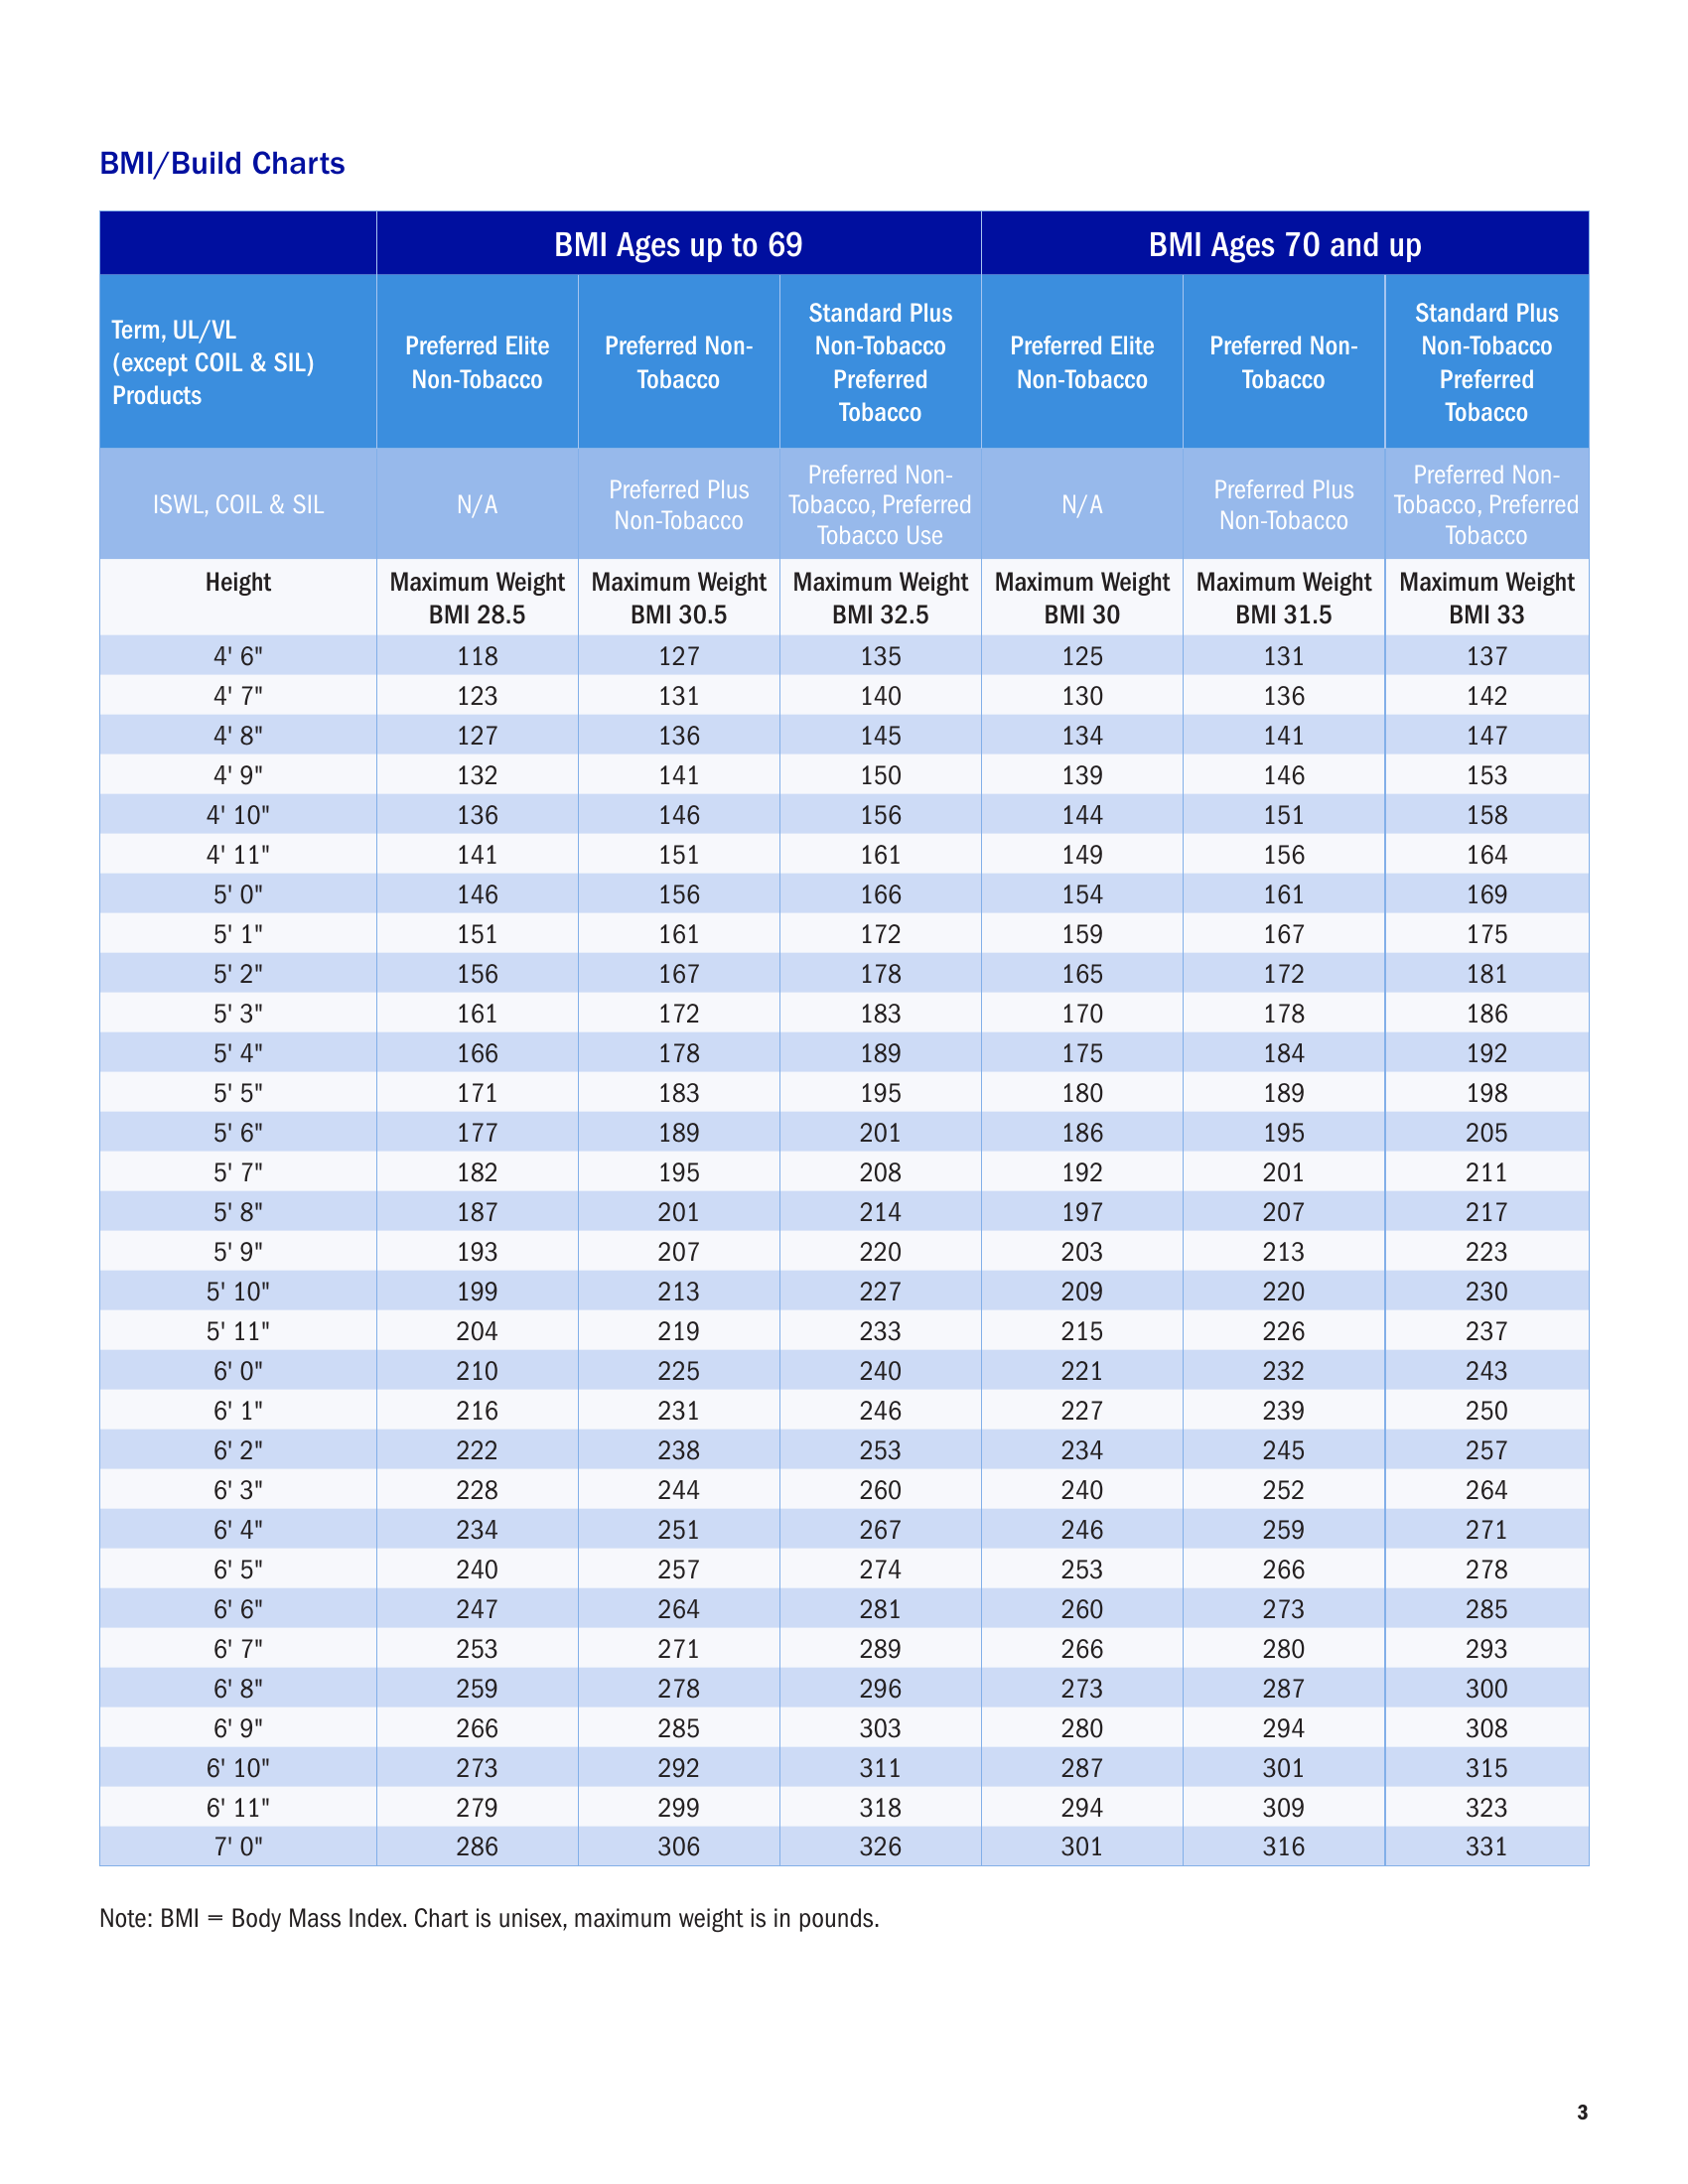 BMI/Build Charts
BMI Ages up to 69 BMI Ages 70 and up
Term, UL/VL
(except COIL & SIL)
Products
Preferred Elite
Non-Tobacco
Preferred Non-
Tobacco
Standard Plus
Non-Tobacco
Preferred
Tobacco
Preferred Elite
Non-Tobacco
Preferred Non-
Tobacco
Standard Plus
Non-Tobacco
Preferred
Tobacco
ISWL, COIL & SIL
N/A
Preferred Plus
Non-Tobacco
Preferred Non-
Tobacco, Preferred
Tobacco Use
N/A
Preferred Plus
Non-Tobacco
Preferred Non-
Tobacco, Preferred
Tobacco
Height
Maximum Weight
BMI 28.5
Maximum Weight
BMI 30.5
Maximum Weight
BMI 32.5
Maximum Weight
BMI 30
Maximum Weight
BMI 31.5
Maximum Weight
BMI 33
4' 6" 118 127 135 125 131 137
4' 7" 123 131 140 130 136 142
4' 8" 127 136 145 134 141 147
4' 9" 132 141 150 139 146 153
4' 10" 136 146 156 144 151 158
4' 11" 141 151 161 149 156 164
5' 0" 146 156 166 154 161 169
5' 1" 151 161 172 159 167 175
5' 2" 156 167 178 165 172 181
5' 3" 161 172 183 170 178 186
5' 4" 166 178 189 175 184 192
5' 5" 171 183 195 180 189 198
5' 6" 177 189 201 186 195 205
5' 7" 182 195 208 192 201 211
5' 8" 187 201 214 197 207 217
5' 9" 193 207 220 203 213 223
5' 10" 199 213 227 209 220 230
5' 11" 204 219 233 215 226 237
6' 0" 210 225 240 221 232 243
6' 1" 216 231 246 227 239 250
6' 2" 222 238 253 234 245 257
6' 3" 228 244 260 240 252 264
6' 4" 234 251 267 246 259 271
6' 5" 240 257 274 253 266 278
6' 6" 247 264 281 260 273 285
6' 7" 253 271 289 266 280 293
6' 8" 259 278 296 273 287 300
6' 9" 266 285 303 280 294 308
6' 10" 273 292 311 287 301 315
6' 11" 279 299 318 294 309 323
7' 0" 286 306 326 301 316 331
Note: BMI = Body Mass Index. Chart is unisex, maximum weight is in pounds.
3